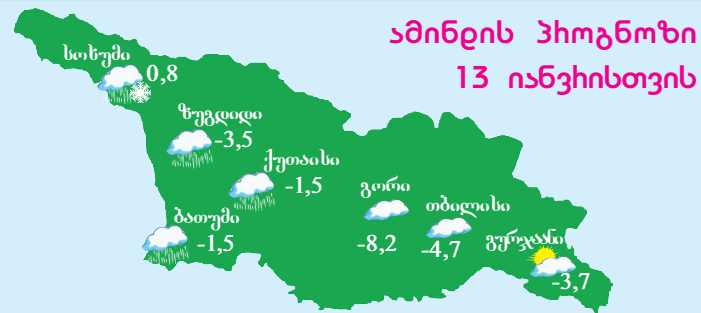 ამინდის პროგნოზი
13 იანვრისთვის
სოხუმი
0,8
ზუგდიდი
-3,5
ქუთაისი
-1,5
გორი
-8,2
თბილისი
-4,7
ბათუმი
-1,5
გურჯაანი
-3,7